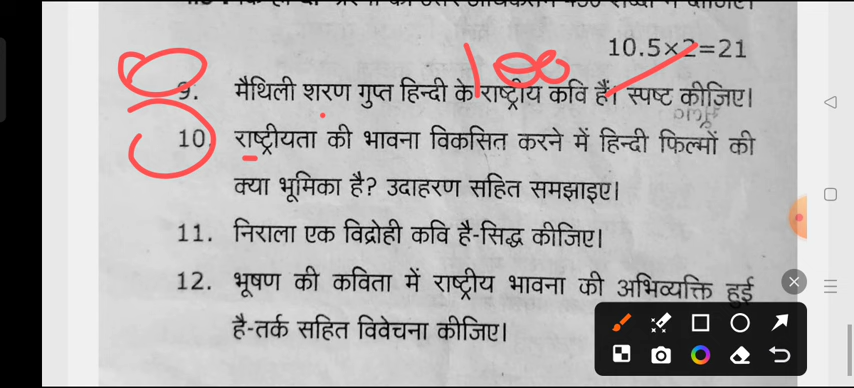 10.5×2=21
9. मैथिली शरण गुप्त हिन्दी के राष्ट्रीय कवि हैं। स्पष्ट कीजिए।
10. राष्ट्रीयता की भावना विकसित करने में हिन्दी फिल्मों की
क्या भूमिका है? उदाहरण सहित समझाइए।
11. निराला एक विद्रोही कवि है-सिद्ध कीजिए।
12. भूषण की कविता में राष्ट्रीय भावना की अभिव्यक्ति हुई
है-तर्क सहित विवेचना कीजिए।